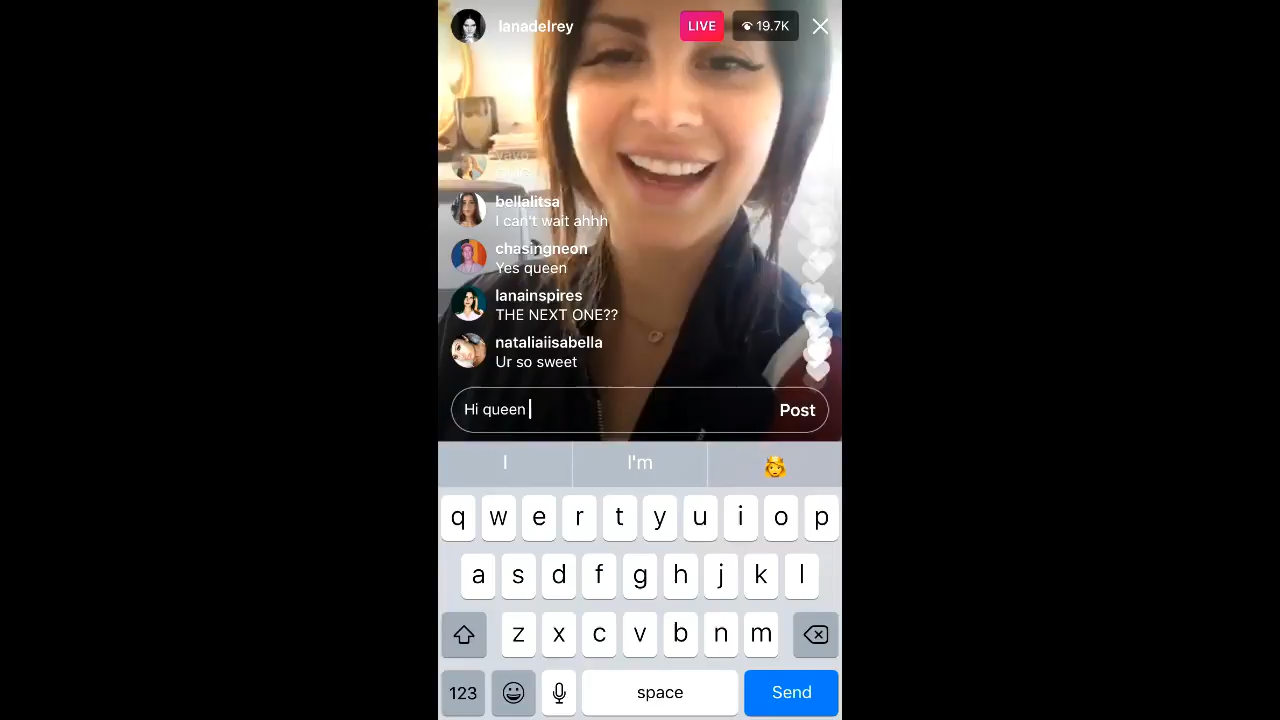 lanadelrey LIVE 19.7K
bellalitsa
I can't wait ahhh
chasingneon
Yes queen
lanainspires
THE NEXT ONE??
nataliiisabella
Ur so sweet
Hi queen Post
I I'm
q w e r t y u i o p
a s d f g h j k l
z x c v b n m
123 space Send